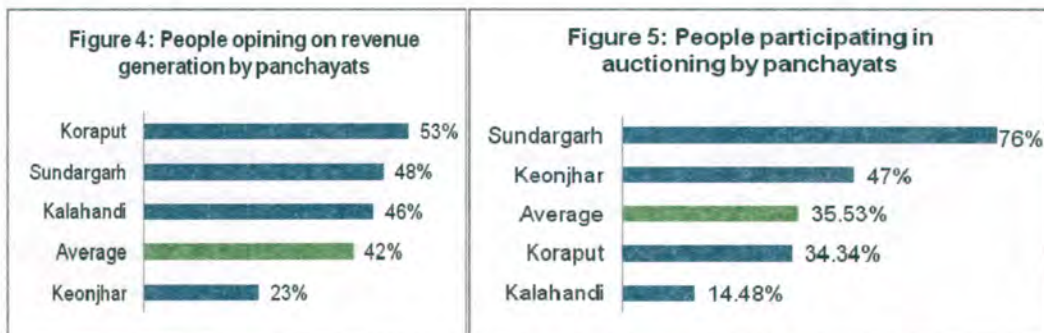 Figure 4: People opining on revenue
generation by panchayats
Koraput 53%
Sundargarh 48%
Kalahandi 46%
Average 42%
Keonjhar 23%
Figure 5: People participating in
auctioning by panchayats
Sundargarh 76%
Keonjhar 47%
Average 35.53%
Koraput 34.34%
Kalahandi 14.48%